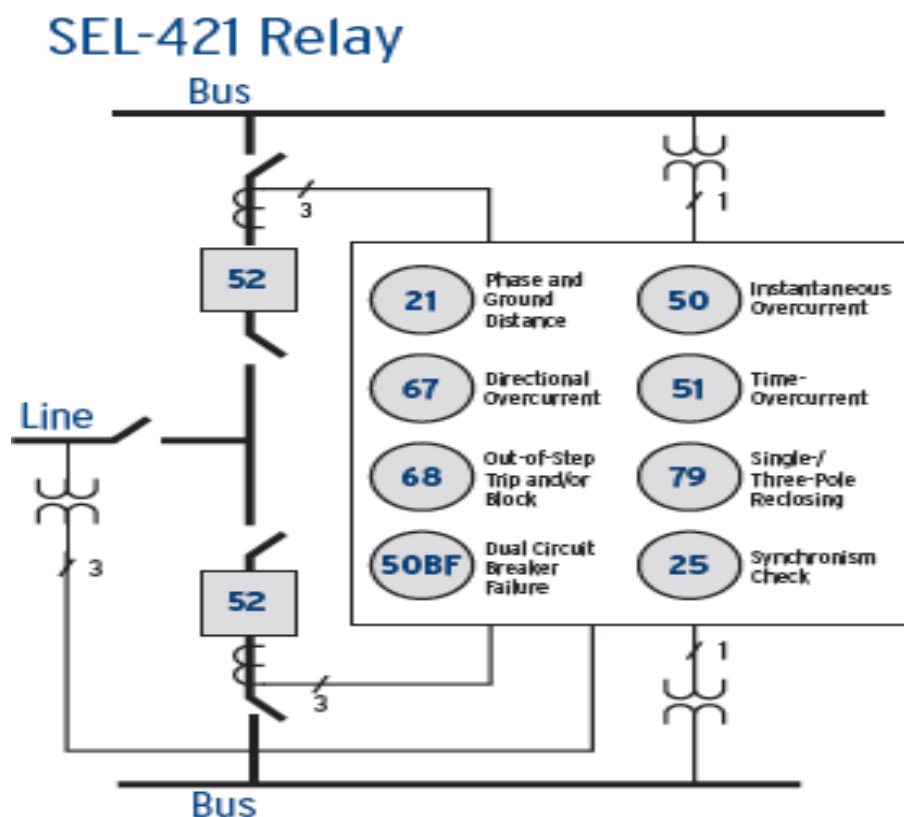 SEL-421 Relay
Bus
3
1
52
21
Phase and
Ground
Distance
50
Instantaneous
Overcurrent
67
Directional
Overcurrent
51
Time-
Overcurrent
Line
68
Out-of-Step
Trip and/or
Block
79
Single-/
Three-Pole
Reclosing
3
50BF
Dual Circuit
Breaker
Failure
25
Synchronism
Check
52
3
1
Bus